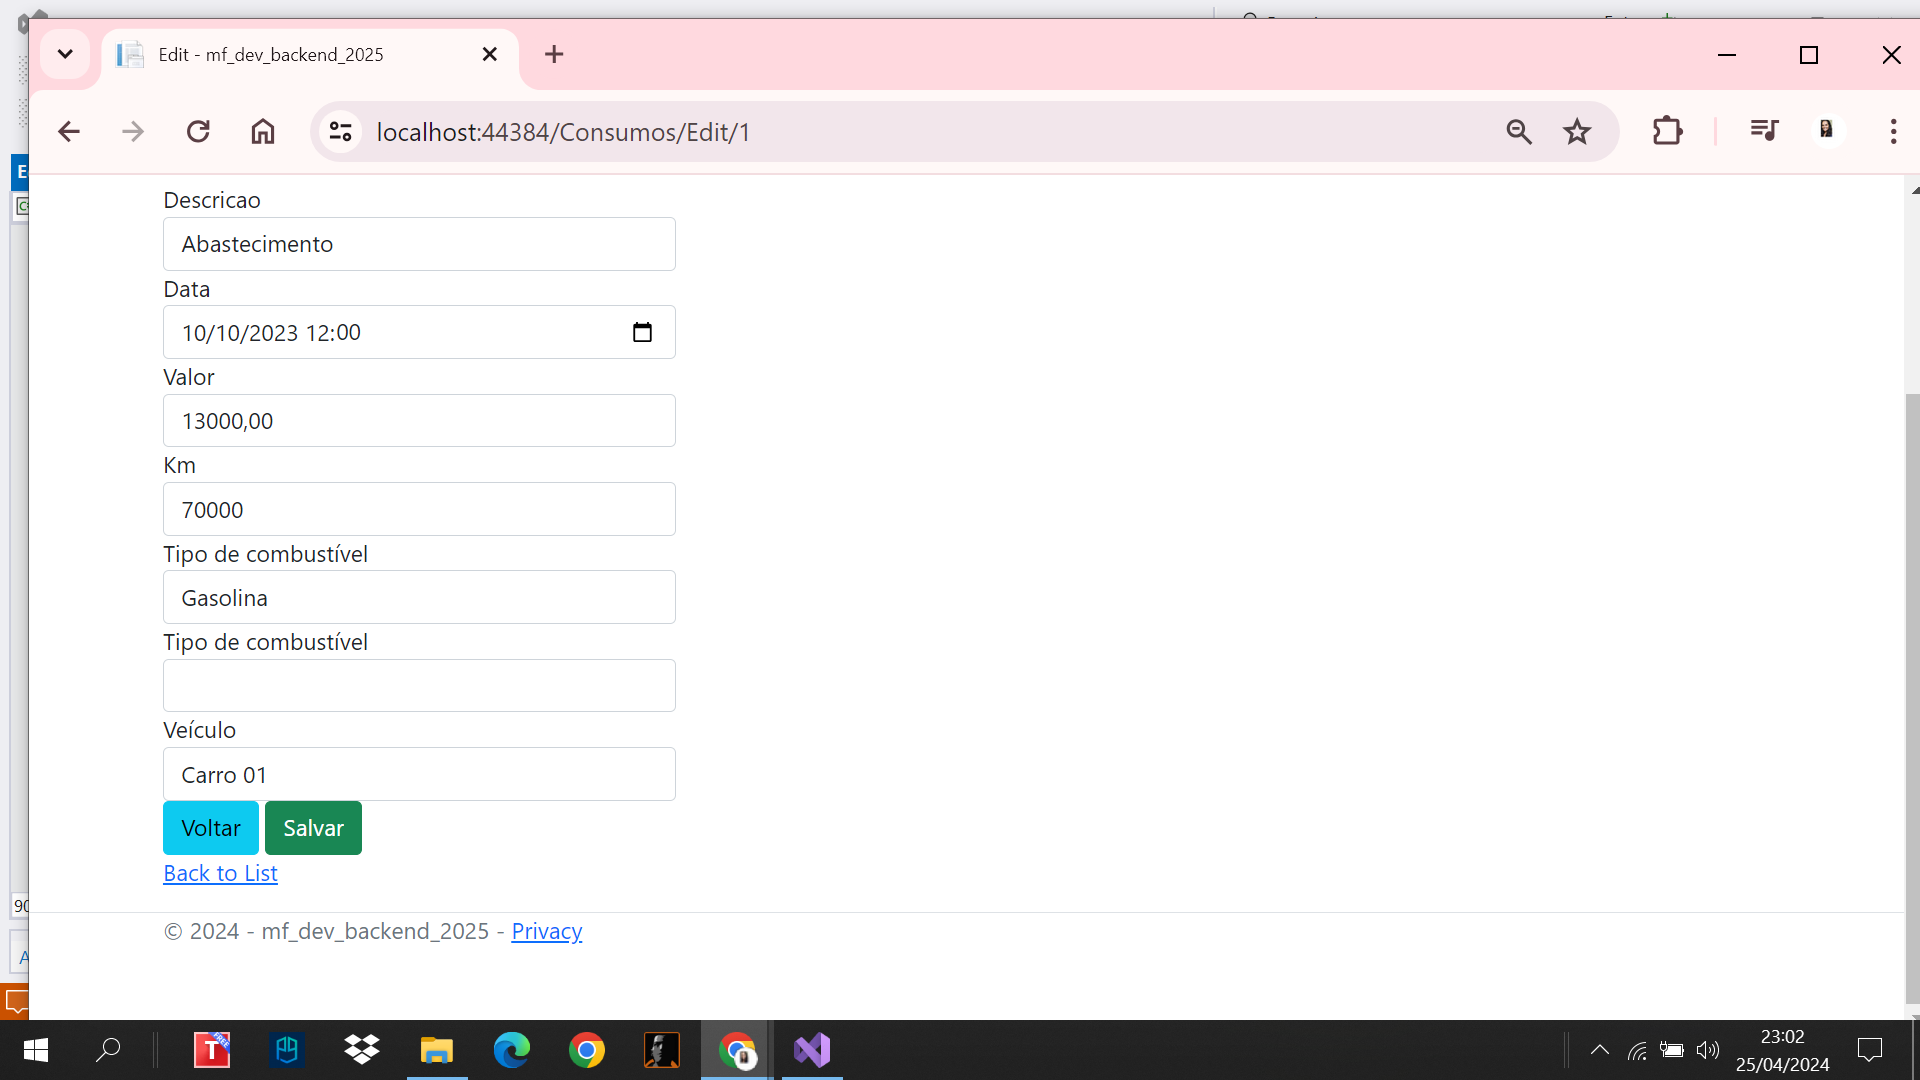 Edit - mf_dev_backend_2025
localhost:44384/Consumos/Edit/1
Descricao
Abastecimento
Data
10/10/2023 12:00
Valor
13000,00
Km
70000
Tipo de combustível
Gasolina
Tipo de combustível
Veículo
Carro 01
Voltar Salvar
Back to List
© 2024 - mf_dev_backend_2025 - Privacy
23:02
25/04/2024